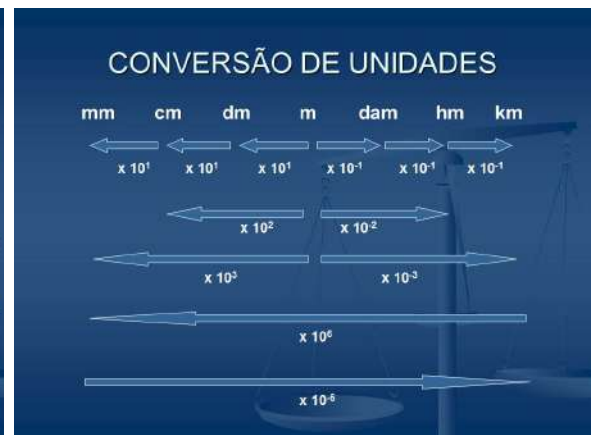 CONVERSÃO DE UNIDADES
mm cm dm m dam hm km
x 10¹ x 10¹ x 10¹ x 10⁻¹ x 10⁻¹ x 10⁻¹
x 10² x 10⁻²
x 10³ x 10⁻³
x 10⁶
x 10⁻⁶